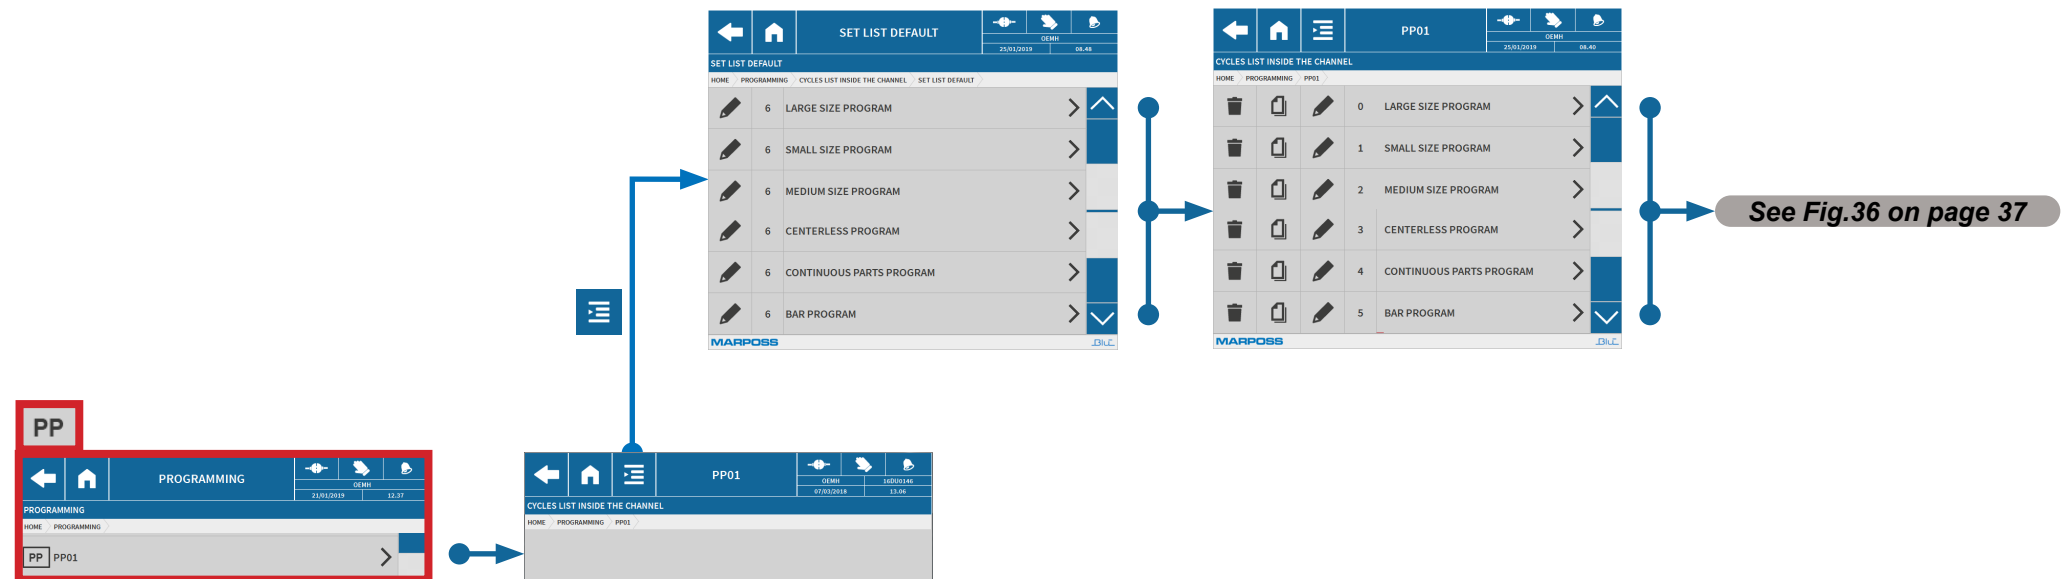 SET LIST DEFAULT
OEMH
25/01/2019 08.48
SET LIST DEFAULT
HOME PROGRAMMING CYCLES LIST INSIDE THE CHANNEL SET LIST DEFAULT
6 LARGE SIZE PROGRAM
6 SMALL SIZE PROGRAM
6 MEDIUM SIZE PROGRAM
6 CENTERLESS PROGRAM
6 CONTINUOUS PARTS PROGRAM
6 BAR PROGRAM
MARPOSS BLÚ
PP01
OEMH
25/01/2019 08.40
CYCLES LIST INSIDE THE CHANNEL
HOME PROGRAMMING PP01
0 LARGE SIZE PROGRAM
1 SMALL SIZE PROGRAM
2 MEDIUM SIZE PROGRAM
3 CENTERLESS PROGRAM
4 CONTINUOUS PARTS PROGRAM
5 BAR PROGRAM
MARPOSS BLÚ
See Fig.36 on page 37
PP
PROGRAMMING
OEMH
21/01/2019 12.37
PROGRAMMING
HOME PROGRAMMING
PP PP01
PP01
OEMH 16DU0146
07/03/2018 13.06
CYCLES LIST INSIDE THE CHANNEL
HOME PROGRAMMING PP01